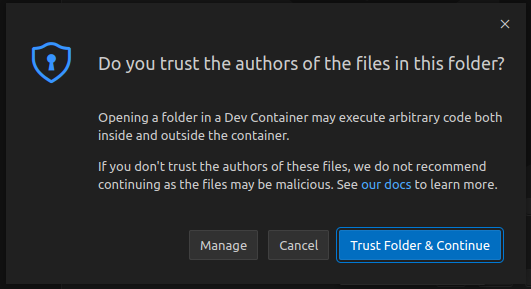 Do you trust the authors of the files in this folder?
Opening a folder in a Dev Container may execute arbitrary code both
inside and outside the container.
If you don't trust the authors of these files, we do not recommend
continuing as the files may be malicious. See our docs to learn more.
Manage
Cancel
Trust Folder & Continue